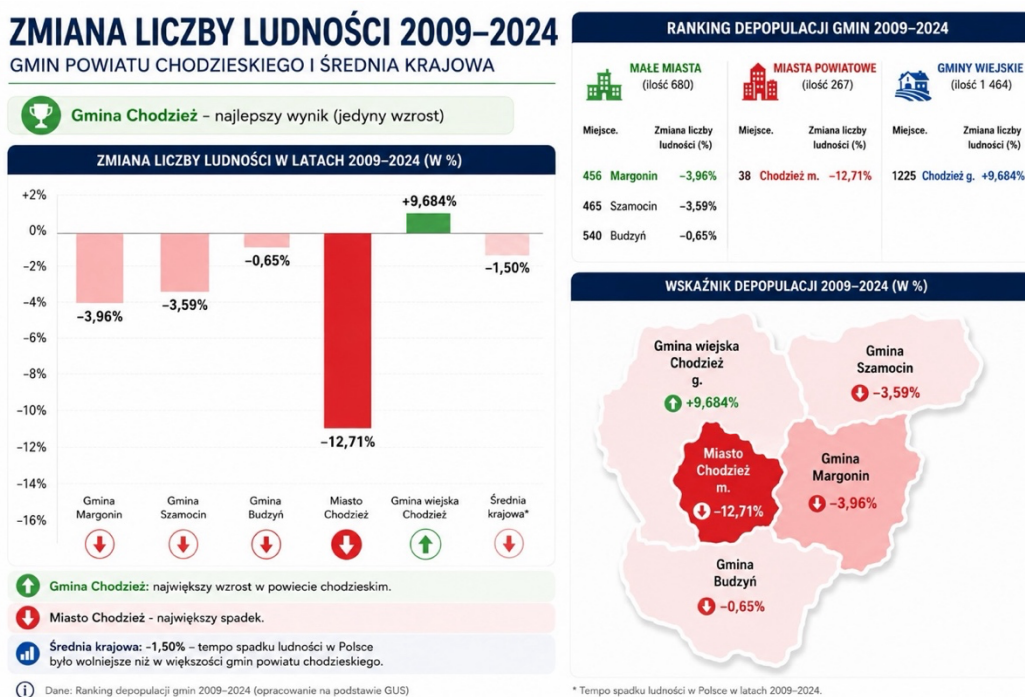 ZMIANA LICZBY LUDNOŚCI 2009–2024
GMIN POWIATU CHODZIESKIEGO I ŚREDNIA KRAJOWA
Gmina Chodzież – najlepszy wynik (jedyny wzrost)
ZMIANA LICZBY LUDNOŚCI W LATACH 2009–2024 (W %)
+2%
0%
−2%
−4%
−6%
−8%
−10%
−12%
−14%
−16%
−3,96%
−3,59%
−0,65%
−12,71%
+9,684%
−1,50%
Gmina
Margonin
Gmina
Szamocin
Gmina
Budzyń
Miasto
Chodzież
Gmina wiejska
Chodzież
Średnia
krajowa*
Gmina Chodzież: największy wzrost w powiecie chodzieskim.
Miasto Chodzież - największy spadek.
Średnia krajowa: −1,50% – tempo spadku ludności w Polsce
było wolniejsze niż w większości gmin powiatu chodzieskiego.
Dane: Ranking depopulacji gmin 2009–2024 (opracowanie na podstawie GUS)
RANKING DEPOPULACJI GMIN 2009–2024
MAŁE MIASTA
(ilość 680)
Miejsce. Zmiana liczby
ludności (%)
456 Margonin −3,96%
465 Szamocin −3,59%
540 Budzyń −0,65%
MIASTA POWIATOWE
(ilość 267)
Miejsce. Zmiana liczby
ludności (%)
38 Chodzież m. −12,71%
GMINY WIEJSKIE
(ilość 1 464)
Miejsce. Zmiana liczby
ludności (%)
1225 Chodzież g. +9,684%
WSKAŹNIK DEPOPULACJI 2009–2024 (W %)
Gmina wiejska
Chodzież
g.
+9,684%
Gmina
Szamocin
−3,59%
Miasto
Chodzież
m.
−12,71%
Gmina
Margonin
−3,96%
Gmina
Budzyń
−0,65%
* Tempo spadku ludności w Polsce w latach 2009–2024.